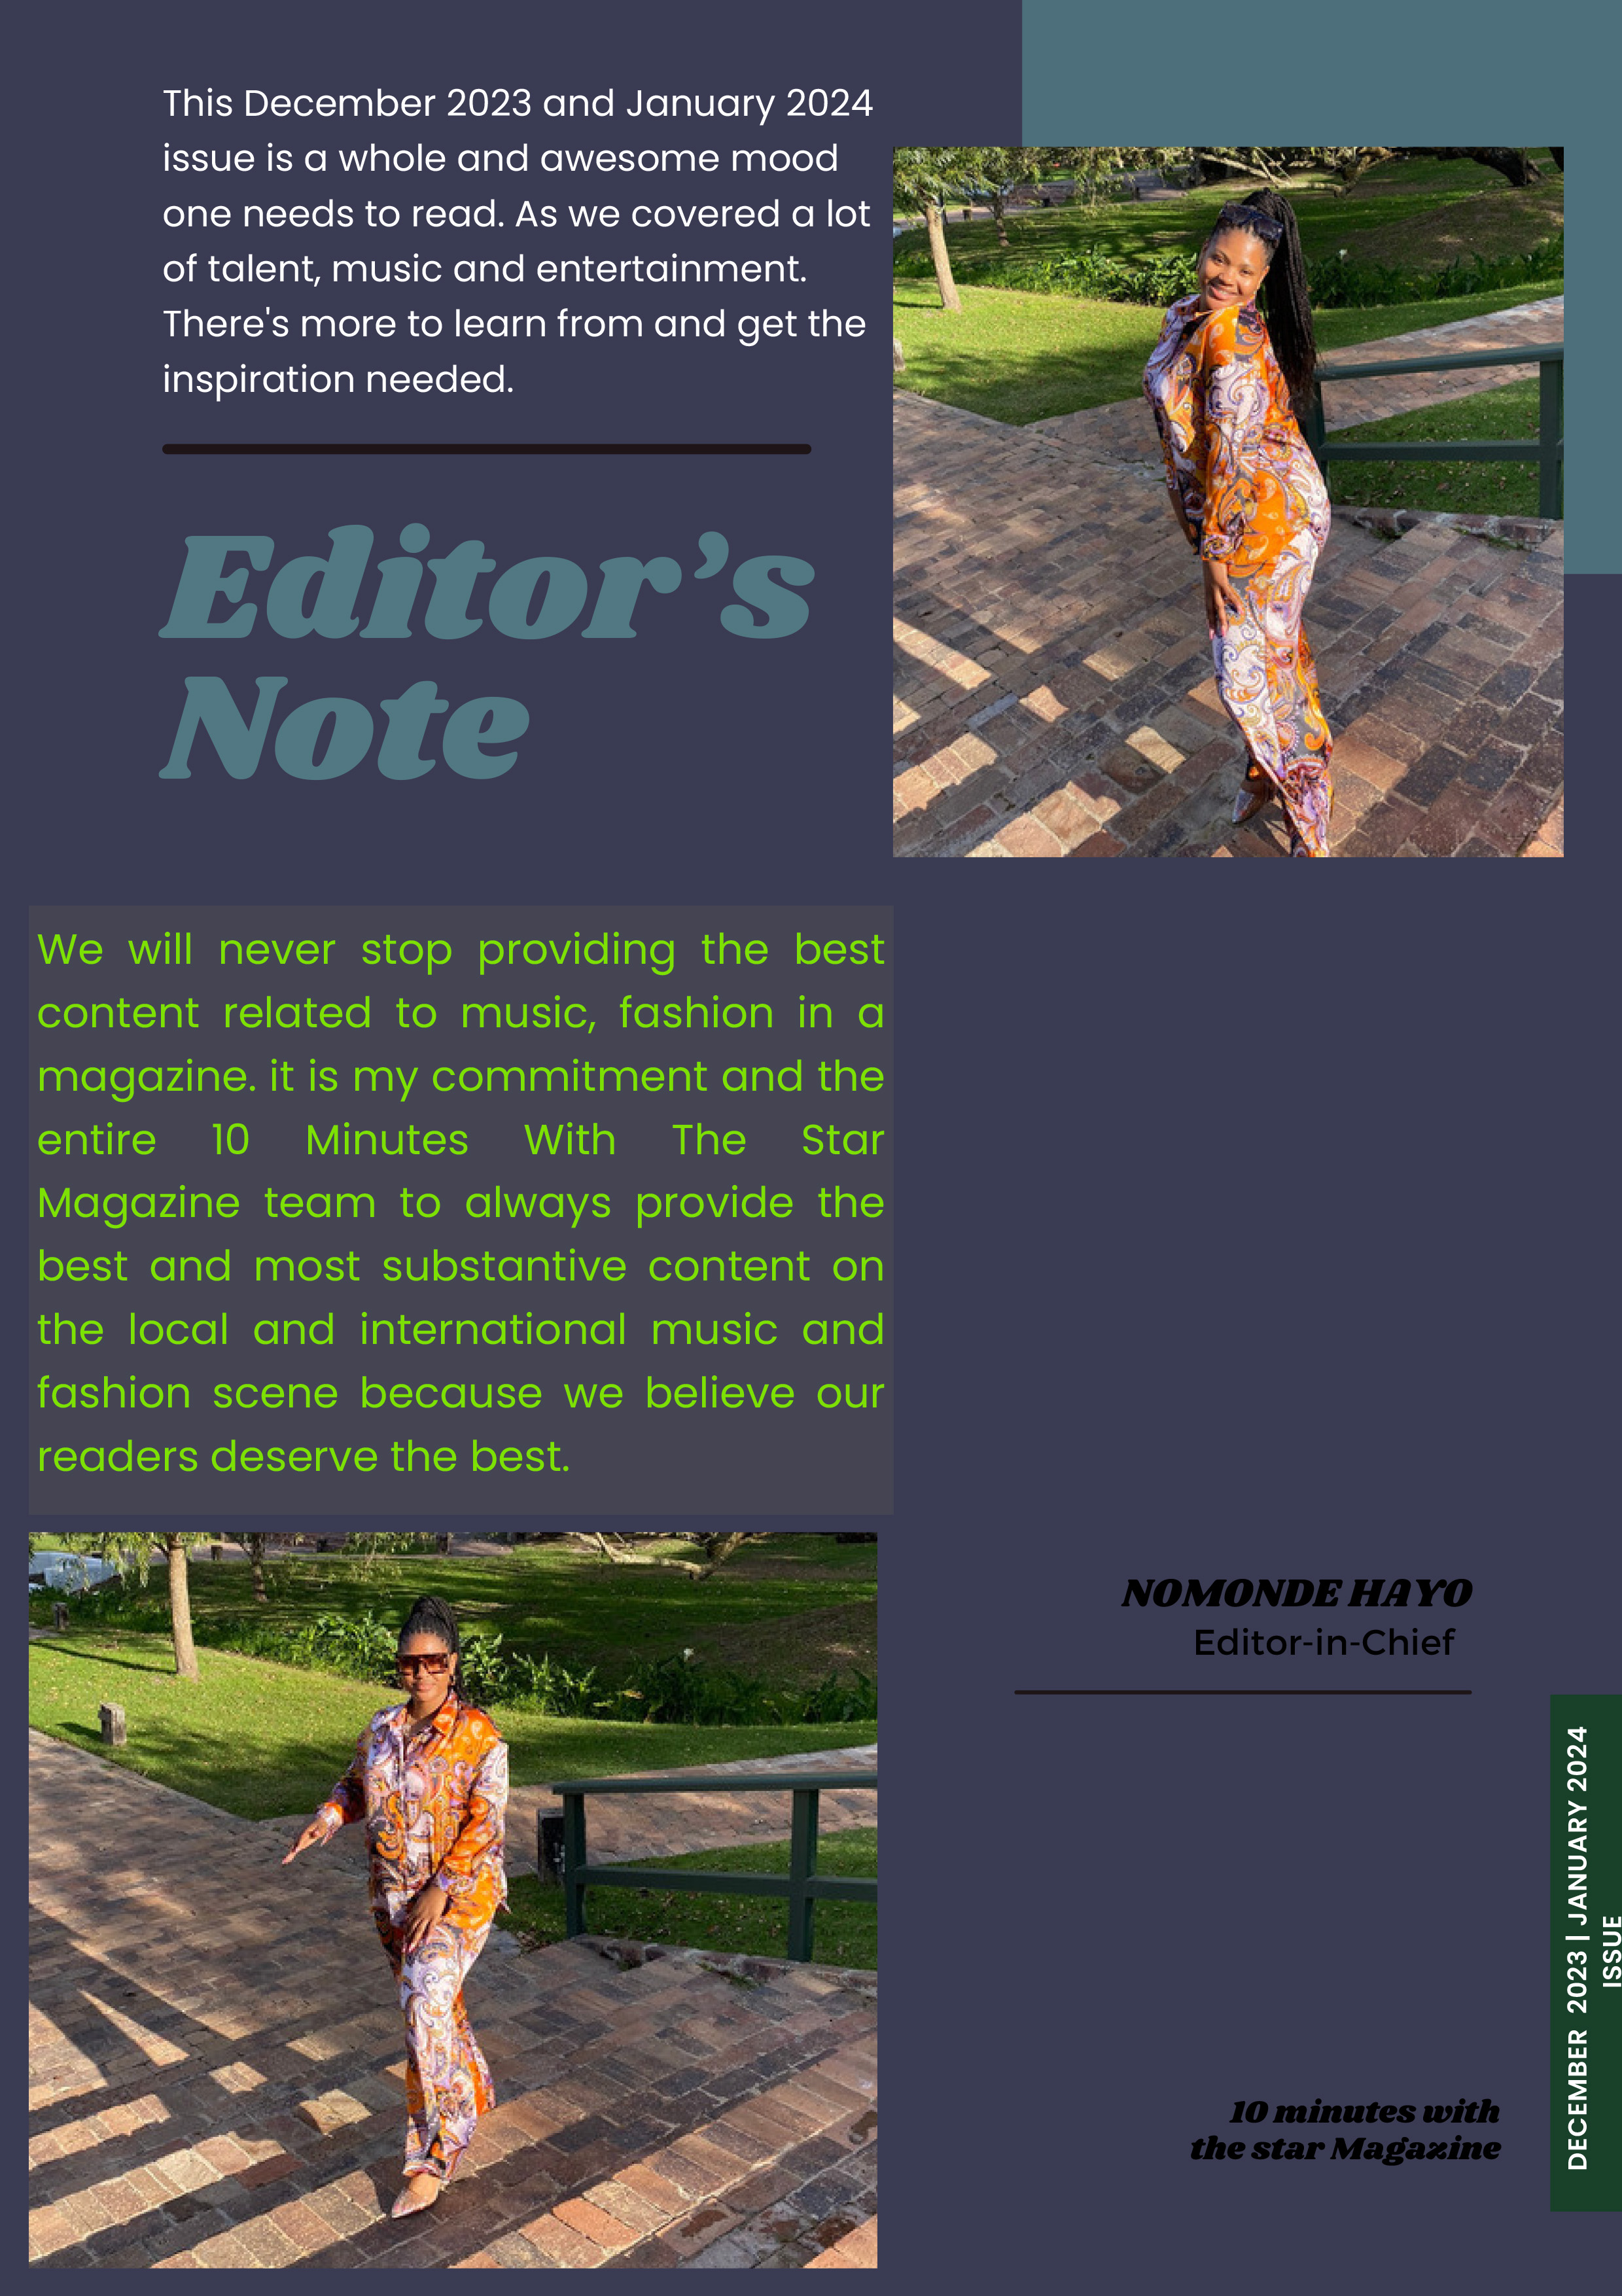 This December 2023 and January 2024
issue is a whole and awesome mood
one needs to read. As we covered a lot
of talent, music and entertainment.
There's more to learn from and get the
inspiration needed.
Editor’s
Note
We will never stop providing the best
content related to music, fashion in a
magazine. it is my commitment and the
entire 10 Minutes With The Star
Magazine team to always provide the
best and most substantive content on
the local and international music and
fashion scene because we believe our
readers deserve the best.
NOMONDE HAYO
Editor-in-Chief
DECEMBER 2023 | JANUARY 2024
ISSUE
10 minutes with
the star Magazine